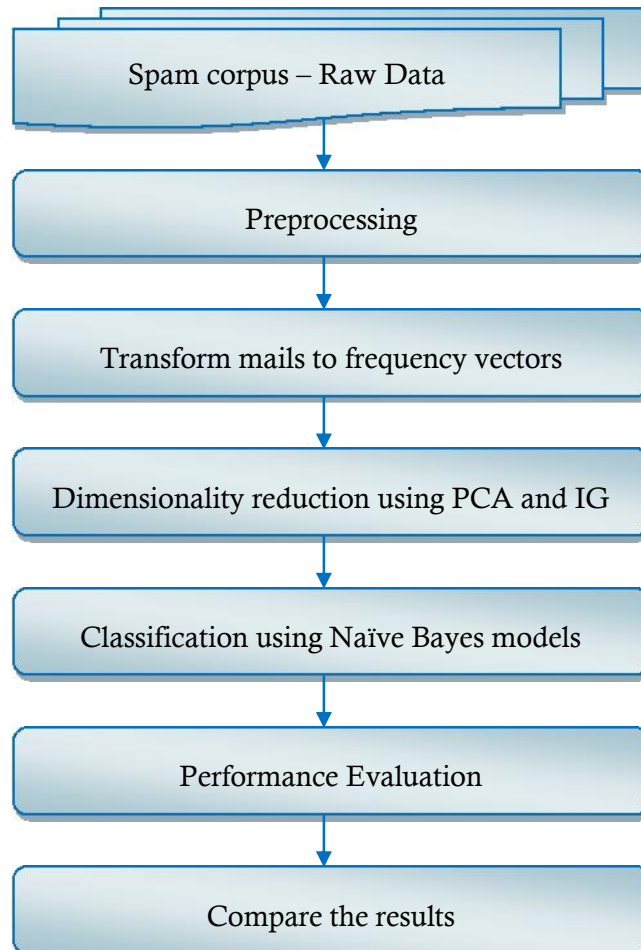 Spam corpus – Raw Data
Preprocessing
Transform mails to frequency vectors
Dimensionality reduction using PCA and IG
Classification using Naïve Bayes models
Performance Evaluation
Compare the results